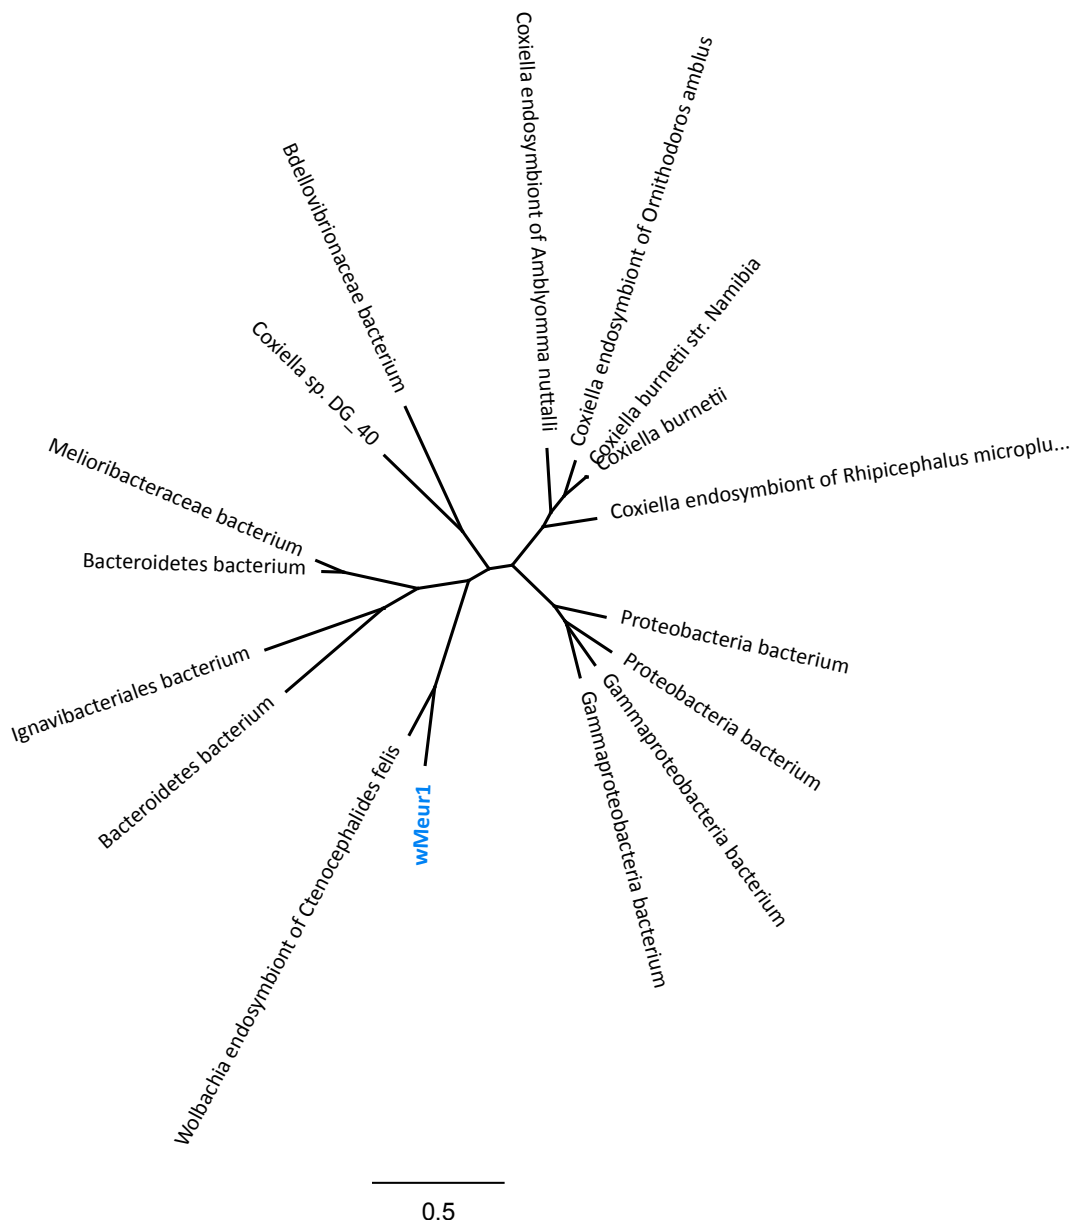 Coxiella endosymbiont of Amblyomma nuttalli
Coxiella endosymbiont of Ornithodoros amblus
Bdellovibrionaceae bacterium
Coxiella burnetii str. Namibia
Coxiella sp. DG_40
Coxiella burnetii
Melioribacteraceae bacterium
Coxiella endosymbiont of Rhipicephalus microplu...
Bacteroidetes bacterium
Proteobacteria bacterium
Ignavibacteriales bacterium
Proteobacteria bacterium
Bacteroidetes bacterium
Gammaproteobacteria bacterium
Gammaproteobacteria bacterium
Wolbachia endosymbiont of Ctenocephalides felis
wMeur1
0.5